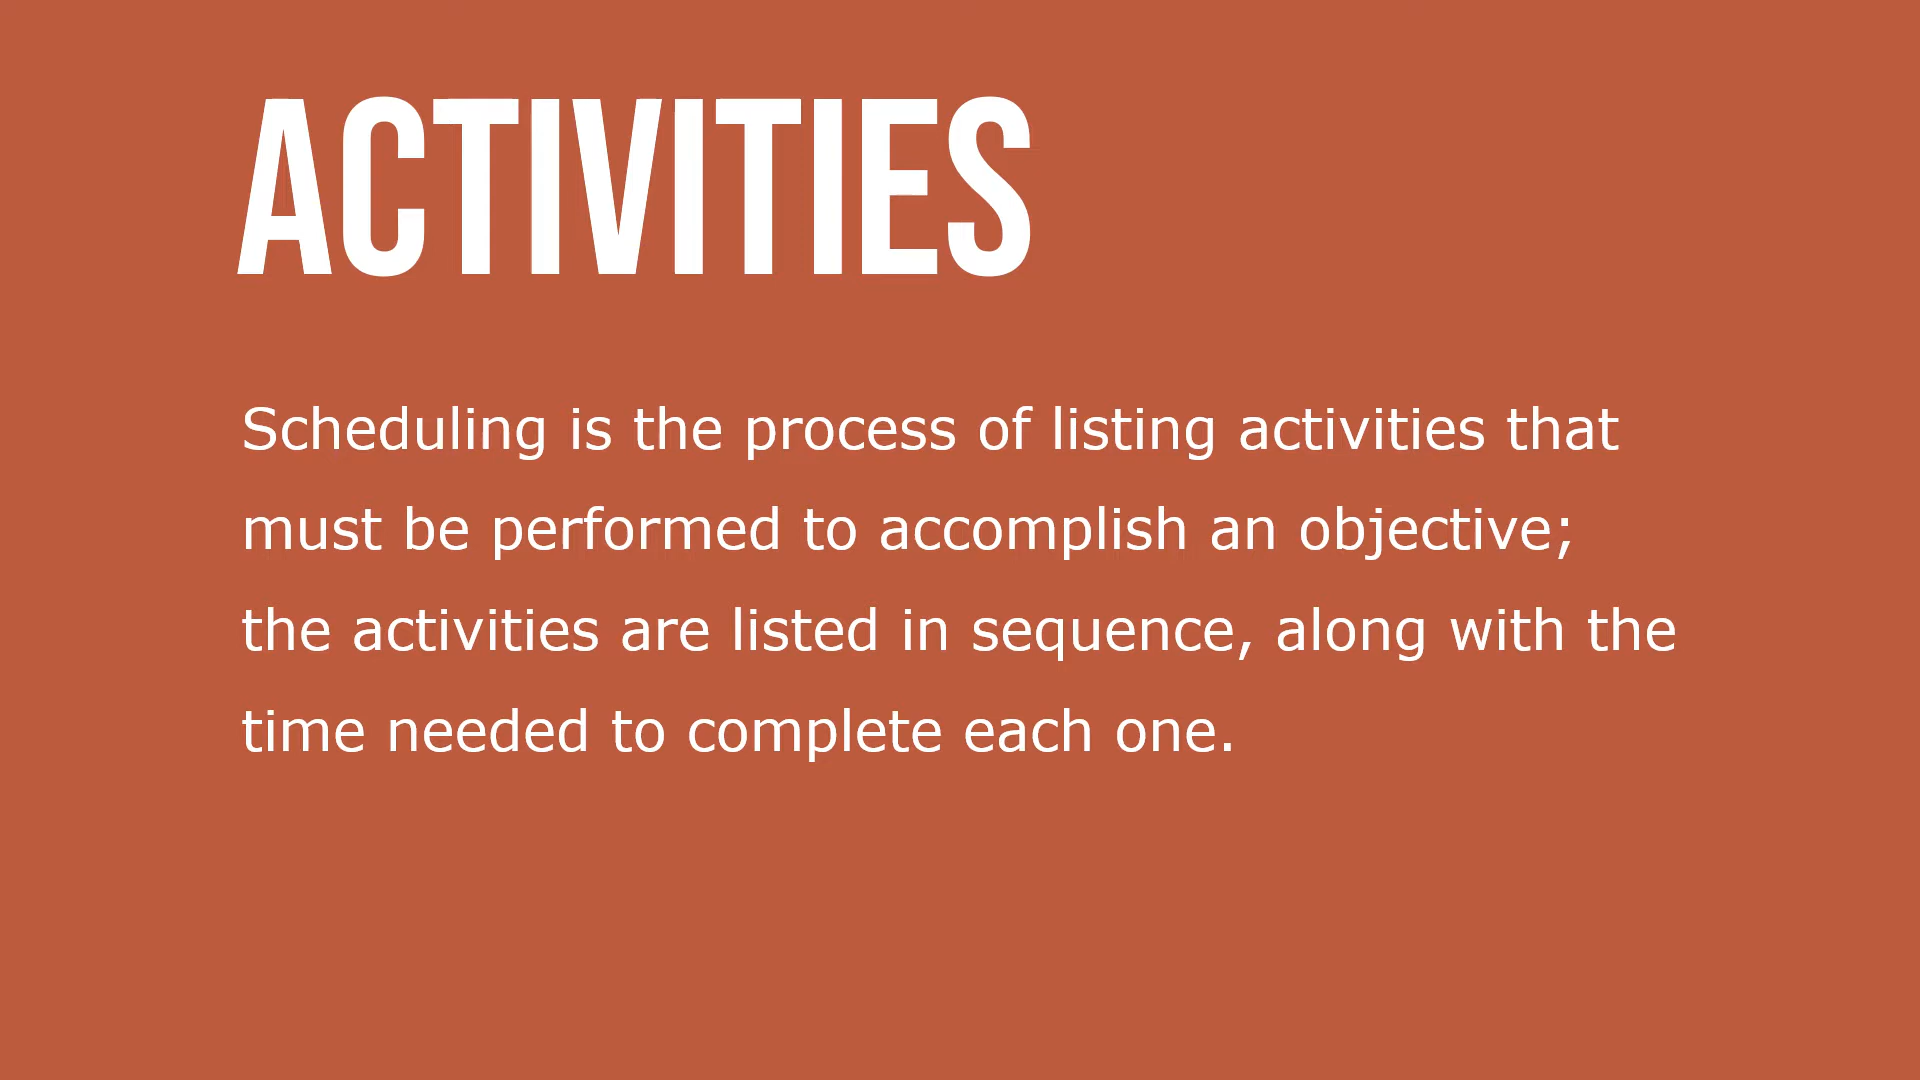 ACTIVITIES
Scheduling is the process of listing activities that
must be performed to accomplish an objective;
the activities are listed in sequence, along with the
time needed to complete each one.